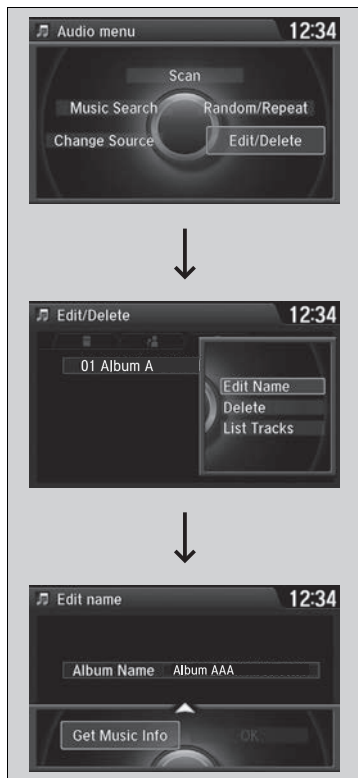 Audio menu 12:34
Scan
Music Search Random/Repeat
Change Source Edit/Delete
Edit/Delete 12:34
01 Album A
Edit Name
Delete
List Tracks
Edit name 12:34
Album Name Album AAA
Get Music Info OK